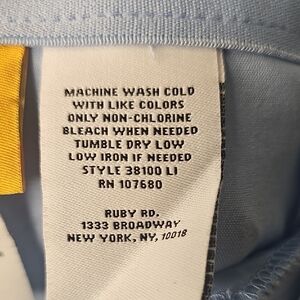 MACHINE WASH COLD
WITH LIKE COLORS
ONLY NON-CHLORINE
BLEACH WHEN NEEDED
TUMBLE DRY LOW
LOW IRON IF NEEDED
STYLE 38100 LI
RN 107680
RUBY RD.
1333 BROADWAY
NEW YORK, NY, 10018